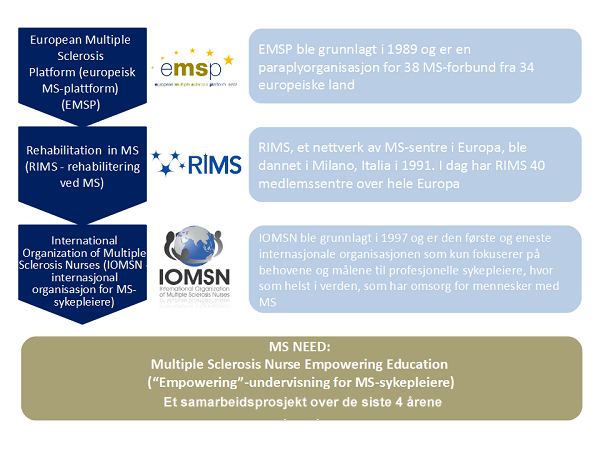 European Multiple
Sclerosis
Platform (europeisk
MS-plattform)
(EMSP)
emsp
european multiple sclerosis platform
EMSP ble grunnlagt i 1989 og er en
paraplyorganisasjon for 38 MS-forbund fra 34
europeiske land
Rehabilitation in MS
(RIMS - rehabilitering
ved MS)
RIMS
RIMS, et nettverk av MS-sentre i Europa, ble
dannet i Milano, Italia i 1991. I dag har RIMS 40
medlemssentre over hele Europa
International
Organization of Multiple
Sclerosis Nurses (IOMSN -
internasjonal
organisasjon for MS-
sykepleiere)
IOMSN
International Organization
of Multiple Sclerosis Nurses
IOMSN ble grunnlagt i 1997 og er den første og eneste
internasjonale organisasjonen som kun fokuserer på
behovene og målene til profesjonelle sykepleiere, hvor
som helst i verden, som har omsorg for mennesker med
MS
MS NEED:
Multiple Sclerosis Nurse Empowering Education
(“Empowering”-undervisning for MS-sykepleiere)
Et samarbeidsprosjekt over de siste 4 årene